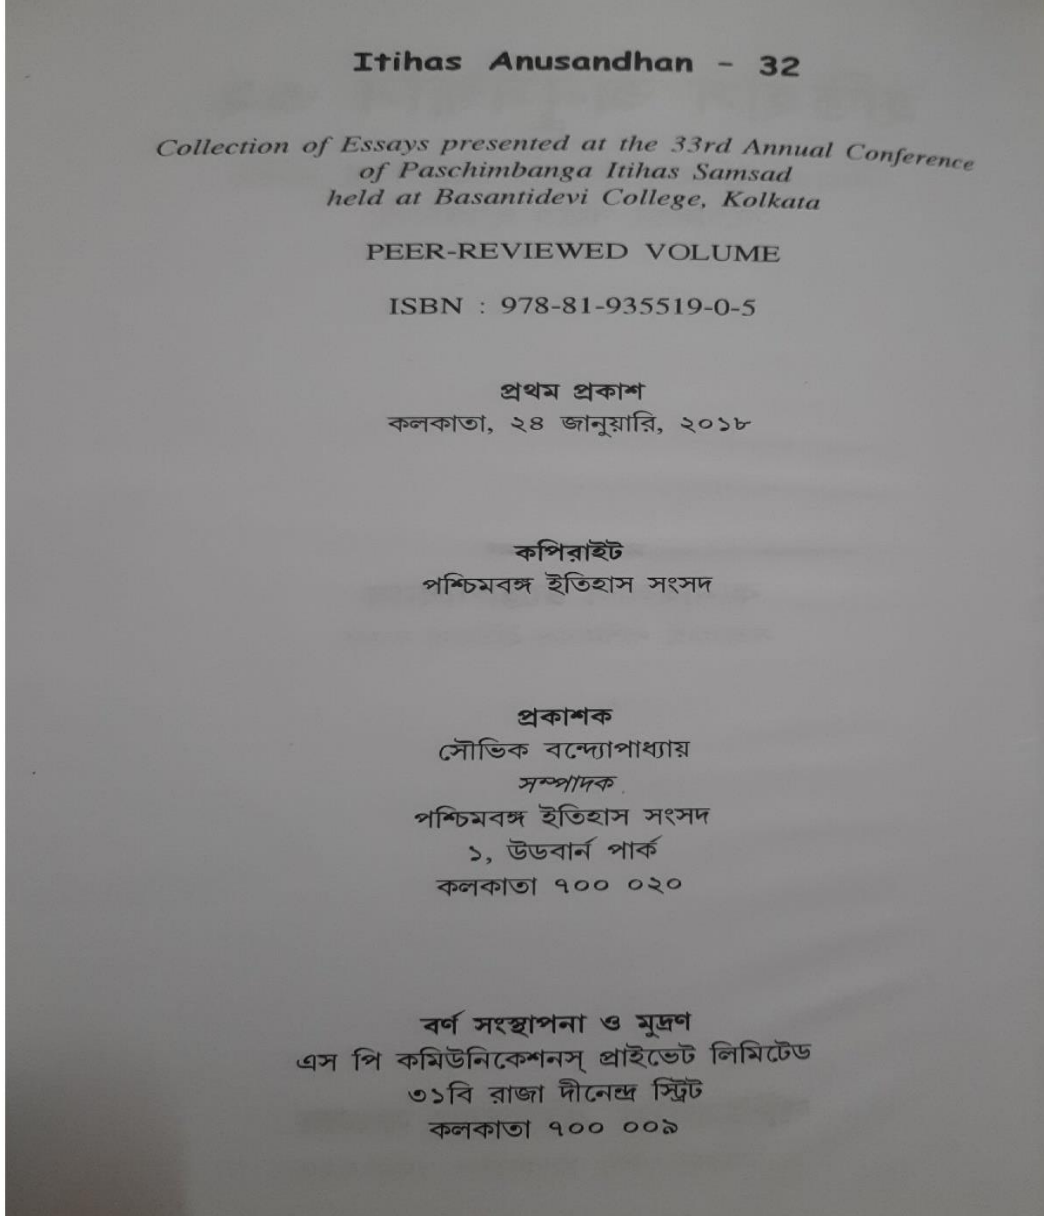 Itihas Anusandhan - 32
Collection of Essays presented at the 33rd Annual Conference
of Paschimbanga Itihas Samsad
held at Basantidevi College, Kolkata
PEER-REVIEWED VOLUME
ISBN : 978-81-935519-0-5
প্রথম প্রকাশ
কলকাতা, ২৪ জানুয়ারি, ২০১৮
কপিরাইট
পশ্চিমবঙ্গ ইতিহাস সংসদ
প্রকাশক
সৌভিক বন্দ্যোপাধ্যায়
সম্পাদক
পশ্চিমবঙ্গ ইতিহাস সংসদ
১, উডবার্ন পার্ক
কলকাতা ৭০০ ০২০
বর্ণ সংস্থাপনা ও মুদ্রণ
এস পি কমিউনিকেশনস্ প্রাইভেট লিমিটেড
৩১বি রাজা দীনেন্দ্র স্ট্রিট
কলকাতা ৭০০ ০০৯